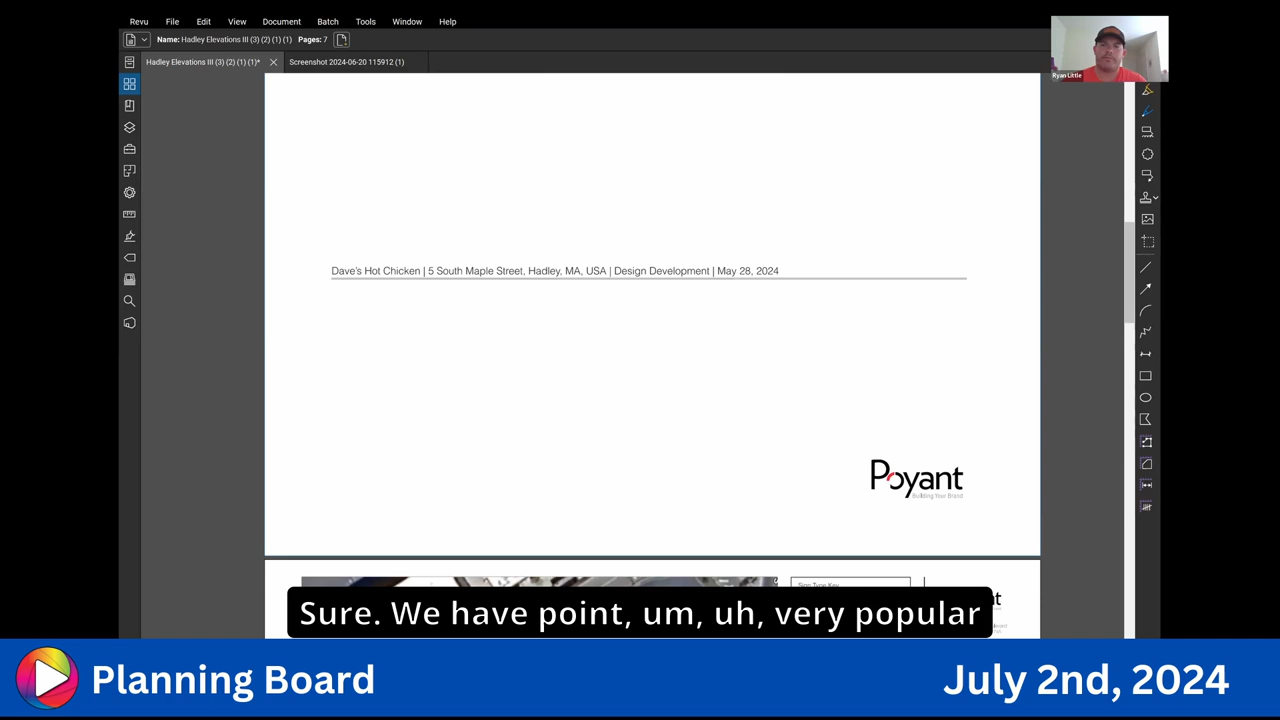 Revu File Edit View Document Batch Tools Window Help
Name: Hadley Elevations III (3) (2) (1) (1) Pages: 7
Hadley Elevations III (3) (2) (1) (1)* Screenshot 2024-06-20 115912 (1)
Ryan Little
Dave's Hot Chicken | 5 South Maple Street, Hadley, MA, USA | Design Development | May 28, 2024
Poyant
Building Your Brand
Sign Type Key
Sure. We have point, um, uh, very popular
Planning Board
July 2nd, 2024